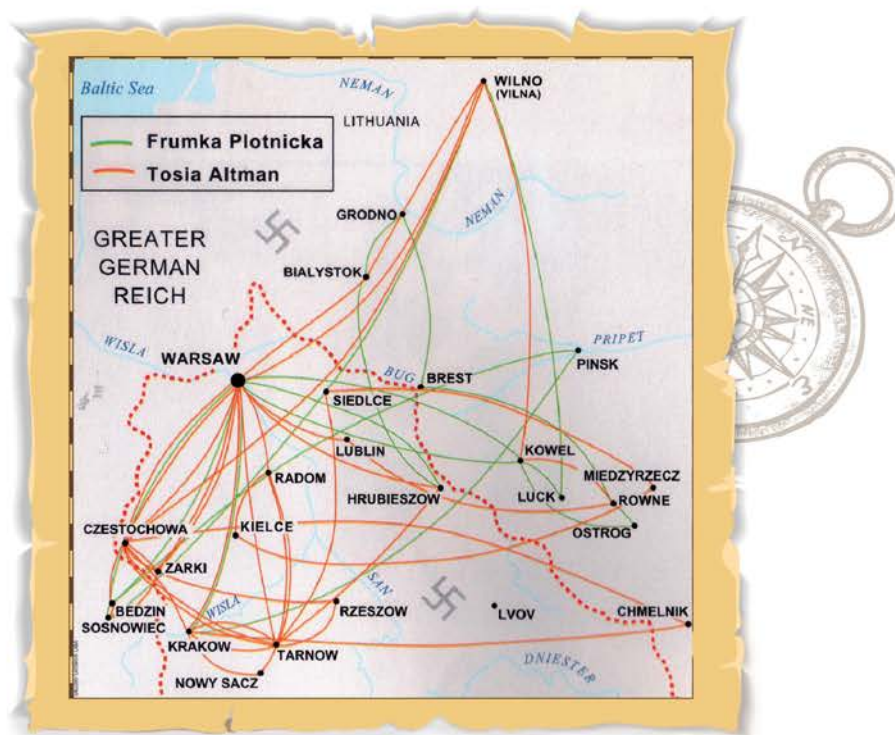 Baltic Sea
NEMAN
WILNO
(VILNA)
LITHUANIA
Frumka Plotnicka
Tosia Altman
GRODNO
NEMAN
GREATER
GERMAN
REICH
BIALYSTOK
WISLA
WARSAW
PRIPET
PINSK
BUG
BREST
SIEDLCE
LUBLIN
KOWEL
MIEDZYRZECZ
RADOM
HRUBIESZOW
LUCK
ROWNE
CZESTOCHOWA
KIELCE
OSTROG
ZARKI
SAN
BEDZIN
WISLA
RZESZOW
LVOV
CHMELNIK
SOSNOWIEC
KRAKOW
TARNOW
NOWY SACZ
DNIESTER
N
NE